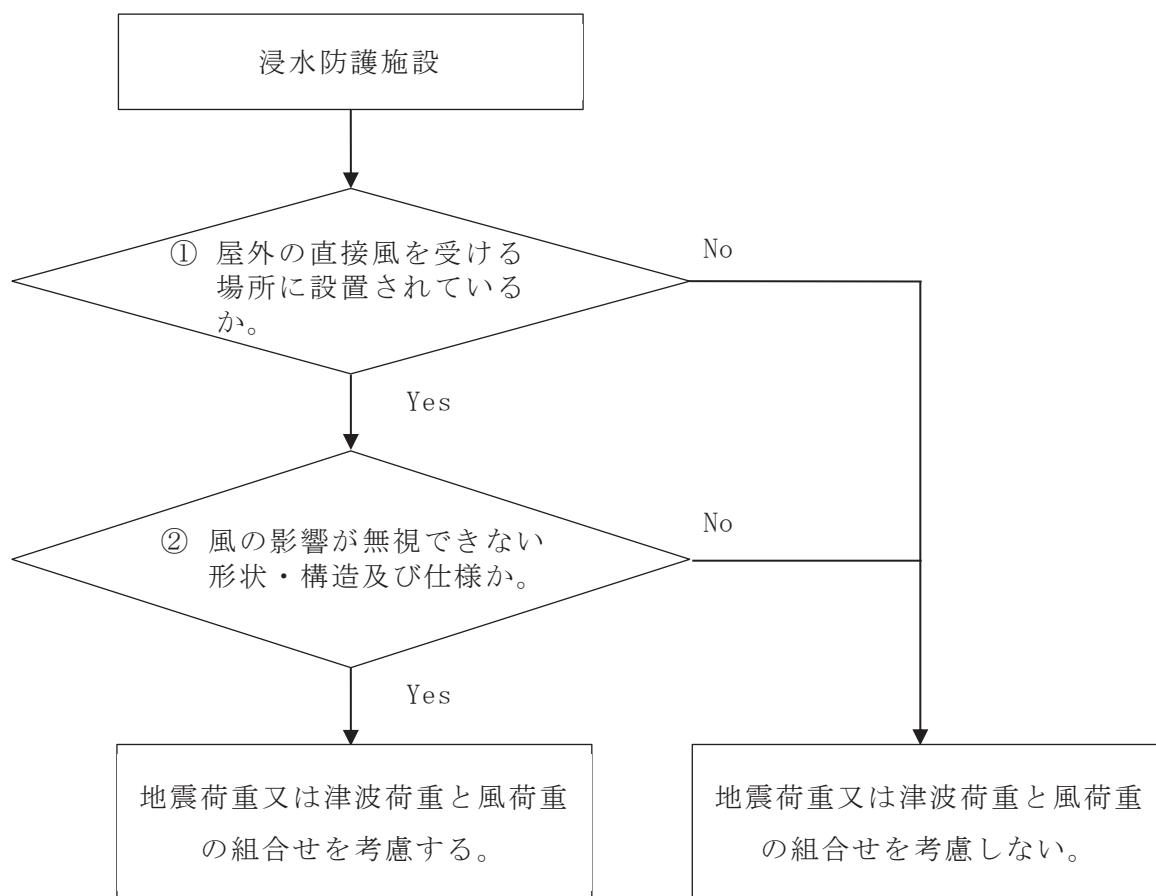 浸水防護施設
① 屋外の直接風を受ける
場所に設置されている
か。
No
Yes
② 風の影響が無視できない
形状・構造及び仕様か。
No
Yes
地震荷重又は津波荷重と風荷重
の組合せを考慮する。
地震荷重又は津波荷重と風荷重
の組合せを考慮しない。